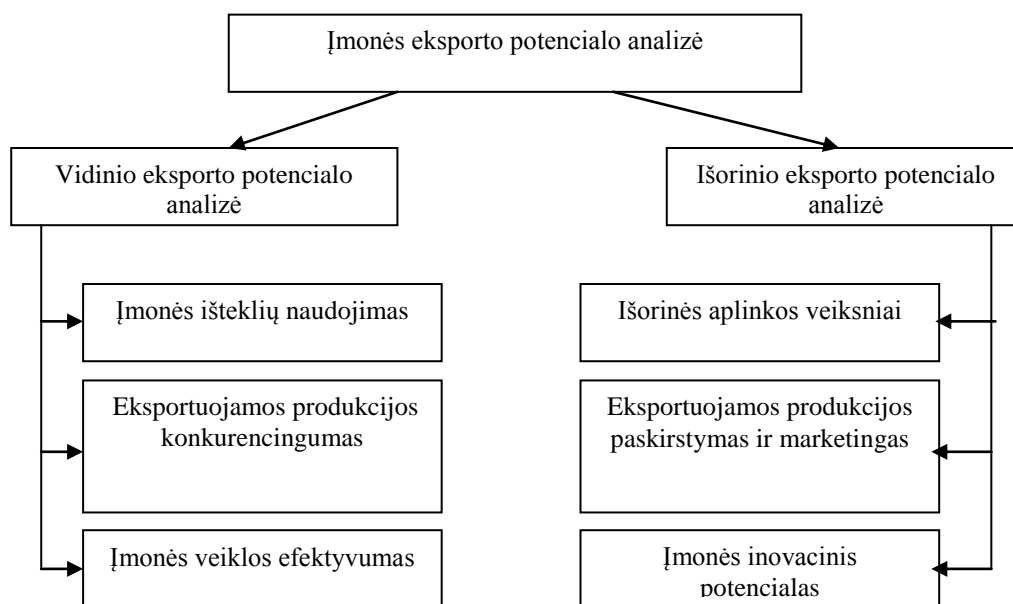 Įmonės eksporto potencialo analizė
Vidinio eksporto potencialo
analizė
Išorinio eksporto potencialo
analizė
Įmonės išteklių naudojimas
Išorinės aplinkos veiksniai
Eksportuojamos produkcijos
konkurencingumas
Eksportuojamos produkcijos
paskirstymas ir marketingas
Įmonės veiklos efektyvumas
Įmonės inovacinis
potencialas